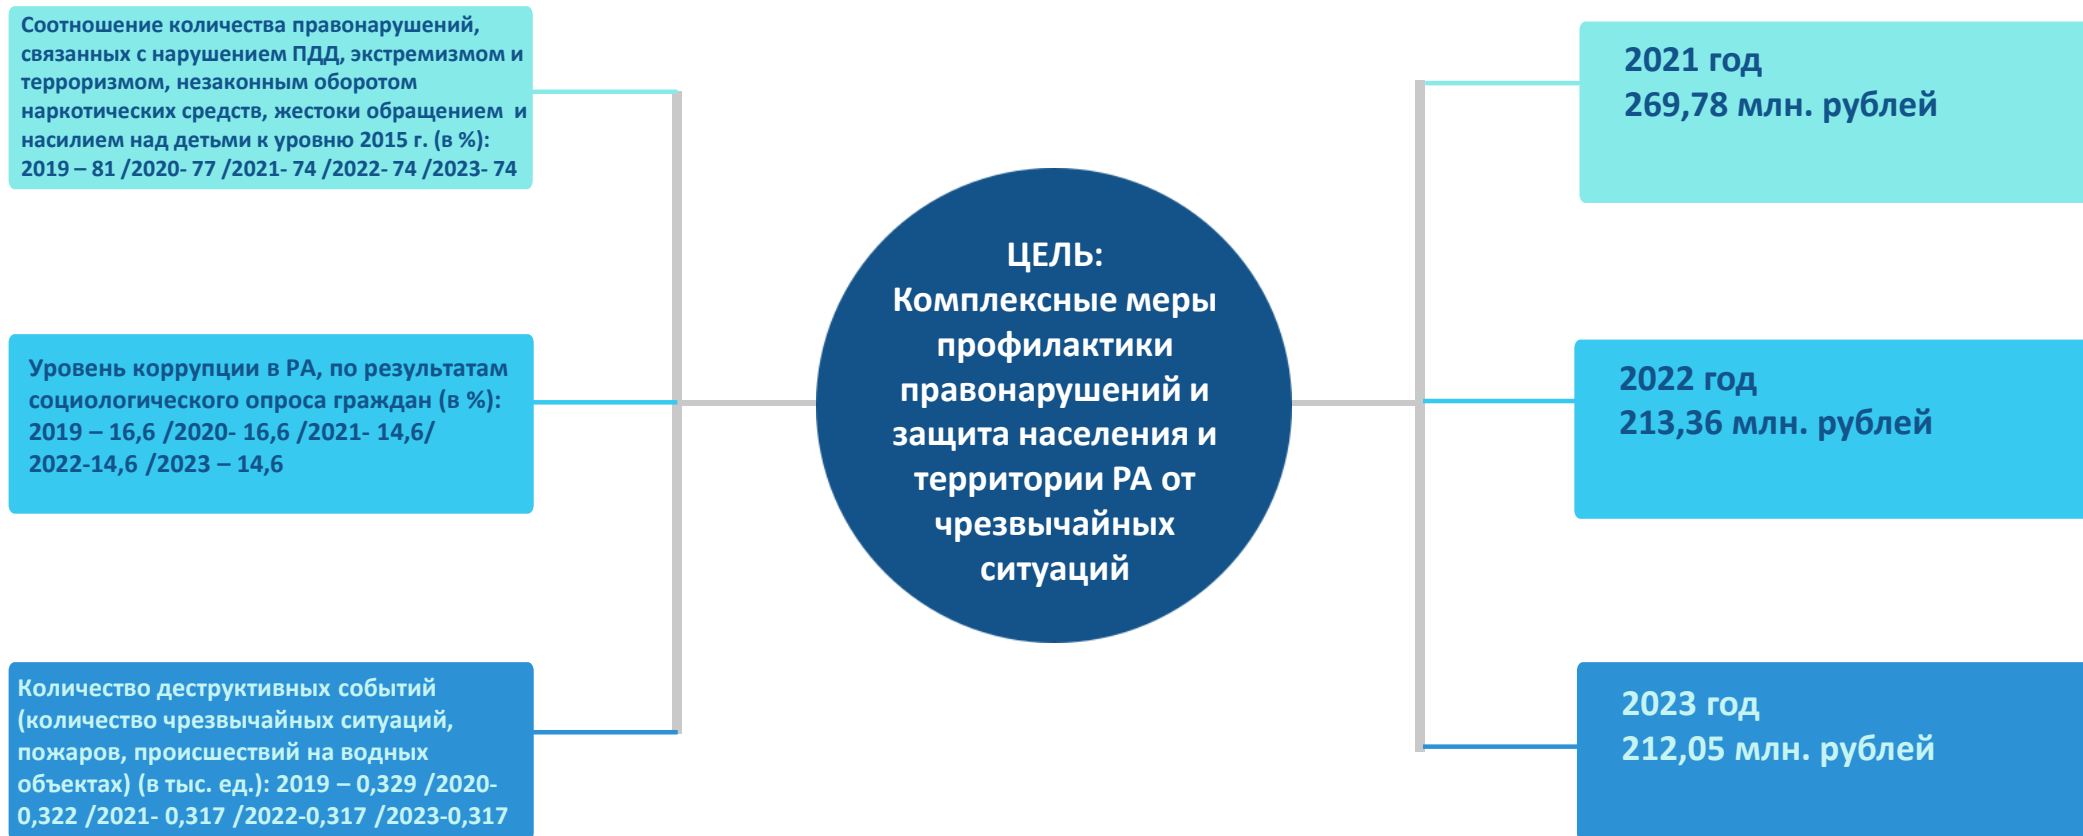 Соотношение количества правонарушений,
связанных с нарушением ПДД, экстремизмом и
терроризмом, незаконным оборотом
наркотических средств, жестоки обращением и
насилием над детьми к уровню 2015 г. (в %):
2019 – 81 /2020- 77 /2021- 74 /2022- 74 /2023- 74
Уровень коррупции в РА, по результатам
социологического опроса граждан (в %):
2019 – 16,6 /2020- 16,6 /2021- 14,6/
2022-14,6 /2023 – 14,6
Количество деструктивных событий
(количество чрезвычайных ситуаций,
пожаров, происшествий на водных
объектах) (в тыс. ед.): 2019 – 0,329 /2020-
0,322 /2021- 0,317 /2022-0,317 /2023-0,317
ЦЕЛЬ:
Комплексные меры
профилактики
правонарушений и
защита населения и
территории РА от
чрезвычайных
ситуаций
2021 год
269,78 млн. рублей
2022 год
213,36 млн. рублей
2023 год
212,05 млн. рублей